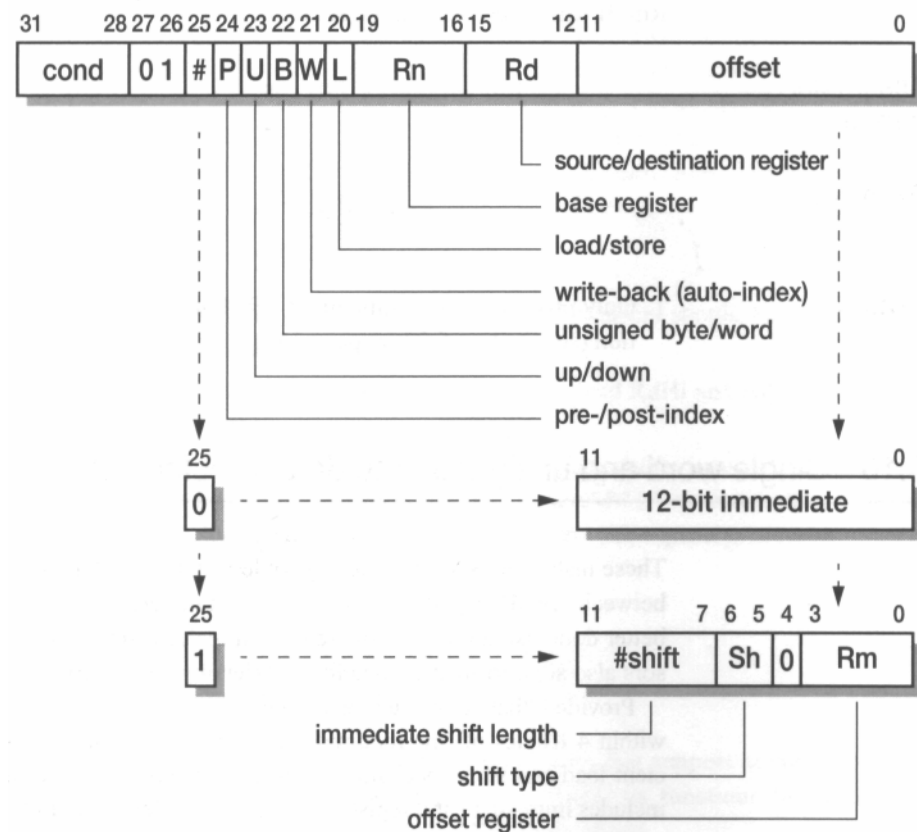 31 28 27 26 25 24 23 22 21 20 19 16 15 12 11 0
cond 0 1 # P U B W L Rn Rd offset
source/destination register
base register
load/store
write-back (auto-index)
unsigned byte/word
up/down
pre-/post-index
25 11 0
0 12-bit immediate
25 11 7 6 5 4 3 0
1 #shift Sh 0 Rm
immediate shift length
shift type
offset register